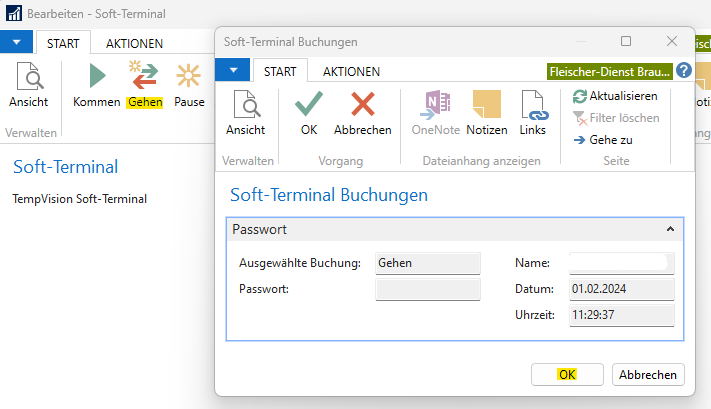 Bearbeiten - Soft-Terminal
START AKTIONEN
Ansicht
Kommen Gehen Pause
Verwalten
Soft-Terminal
TempVision Soft-Terminal
Notizen
Soft-Terminal Buchungen
START AKTIONEN
Fleischer-Dienst Brau... ?
Ansicht
OK Abbrechen
OneNote Notizen Links
Aktualisieren
Filter löschen
Gehe zu
Verwalten Vorgang Dateianhang anzeigen Seite
Soft-Terminal Buchungen
Passwort
Ausgewählte Buchung: Gehen Name:
Passwort: Datum: 01.02.2024
Uhrzeit: 11:29:37
OK Abbrechen